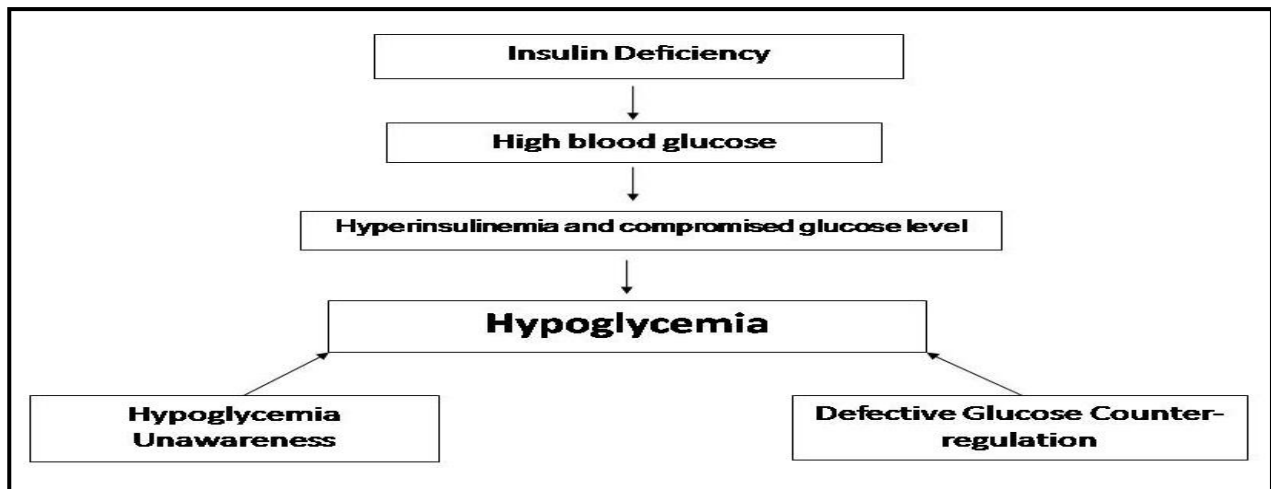 Insulin Deficiency
High blood glucose
Hyperinsulinemia and compromised glucose level
Hypoglycemia
Hypoglycemia
Unawareness
Defective Glucose Counter-
regulation